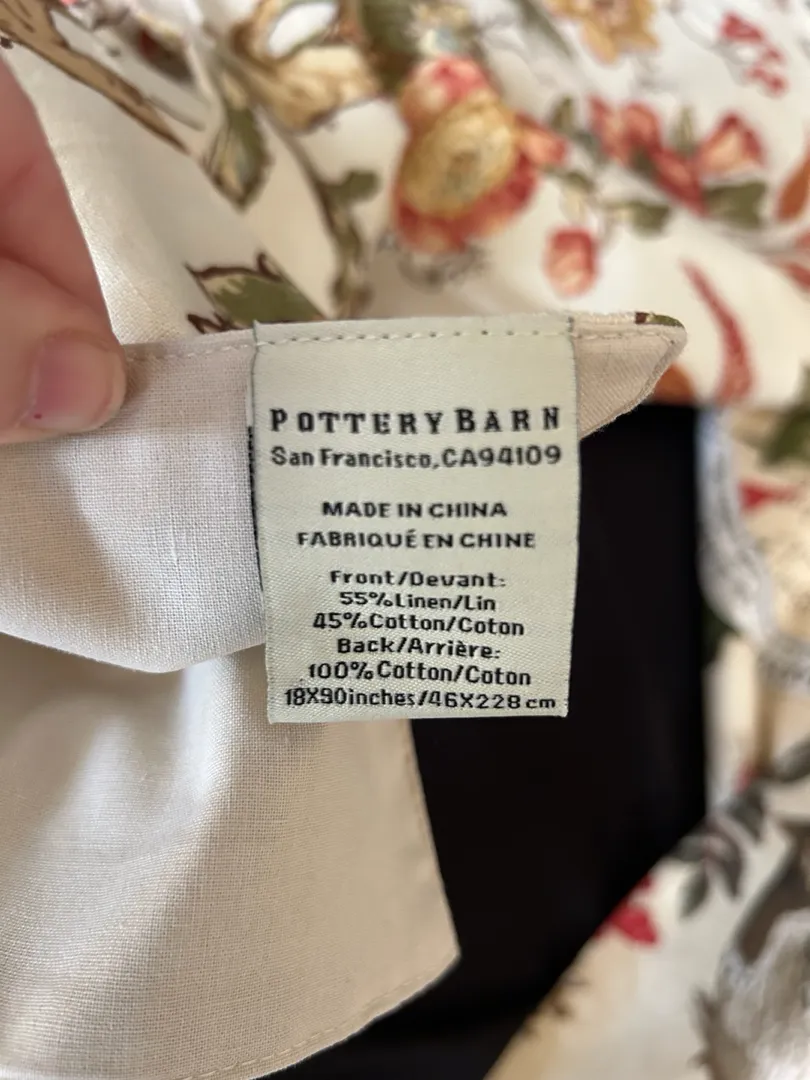 POTTERY BARN
San Francisco,CA94109
MADE IN CHINA
FABRIQUÉ EN CHINE
Front/Devant:
55%Linen/Lin
45%Cotton/Coton
Back/Arrière:
100%Cotton/Coton
18X90inches/46X228cm